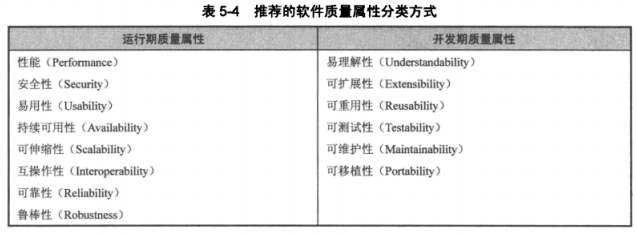 表 5-4 推荐的软件质量属性分类方式
运行期质量属性 开发期质量属性
性能（Performance） 易理解性（Understandability）
安全性（Security） 可扩展性（Extensibility）
易用性（Usability） 可重用性（Reusability）
持续可用性（Availability） 可测试性（Testability）
可伸缩性（Scalability） 可维护性（Maintainability）
互操作性（Interoperability） 可移植性（Portability）
可靠性（Reliability）
鲁棒性（Robustness）